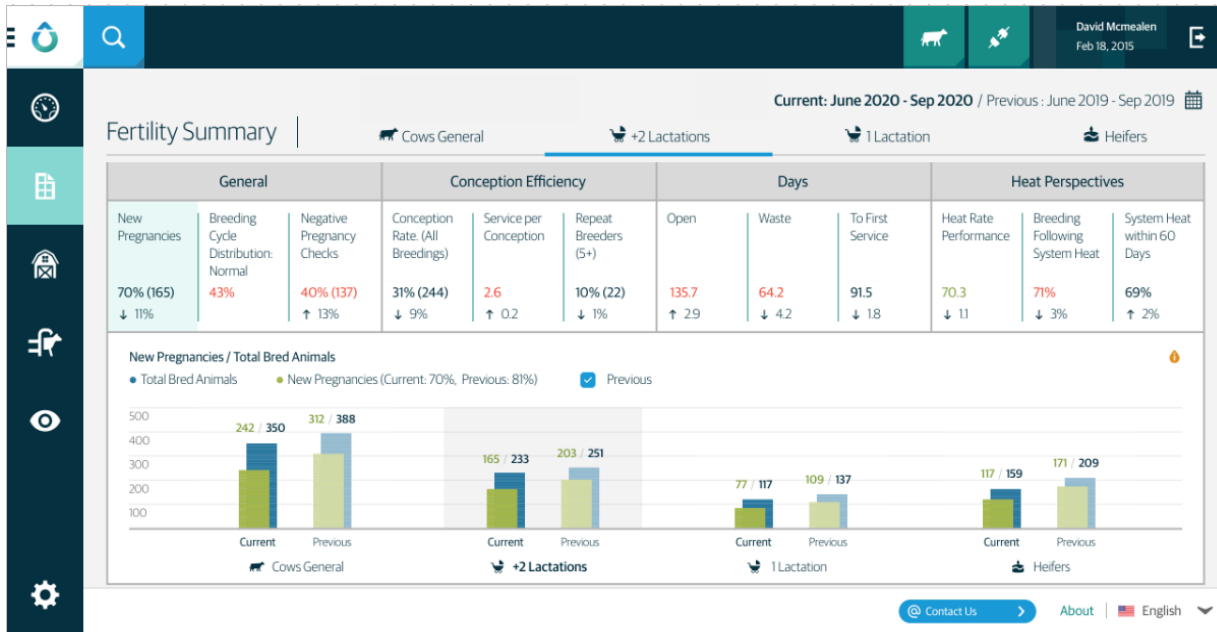 David Mcmealen
Feb 18, 2015
Current: June 2020 - Sep 2020 / Previous : June 2019 - Sep 2019
Fertility Summary
Cows General
+2 Lactations
1 Lactation
Heifers
General
Conception Efficiency
Days
Heat Perspectives
New
Pregnancies
70% (165)
↓ 11%
Breeding
Cycle
Distribution:
Normal
43%
Negative
Pregnancy
Checks
40% (137)
↑ 13%
Conception
Rate. (All
Breedings)
31% (244)
↓ 9%
Service per
Conception
2.6
↑ 0.2
Repeat
Breeders
(5+)
10% (22)
↓ 1%
Open
135.7
↑ 2.9
Waste
64.2
↓ 4.2
To First
Service
91.5
↓ 1.8
Heat Rate
Performance
70.3
↓ 1.1
Breeding
Following
System Heat
71%
↓ 3%
System Heat
within 60
Days
69%
↑ 2%
New Pregnancies / Total Bred Animals
Total Bred Animals
New Pregnancies (Current: 70%, Previous: 81%)
Previous
500
400
300
200
100
242 / 350
312 / 388
165 / 233
203 / 251
77 / 117
109 / 137
117 / 159
171 / 209
Current
Previous
Current
Previous
Current
Previous
Current
Previous
Cows General
+2 Lactations
1 Lactation
Heifers
@ Contact Us
About
English